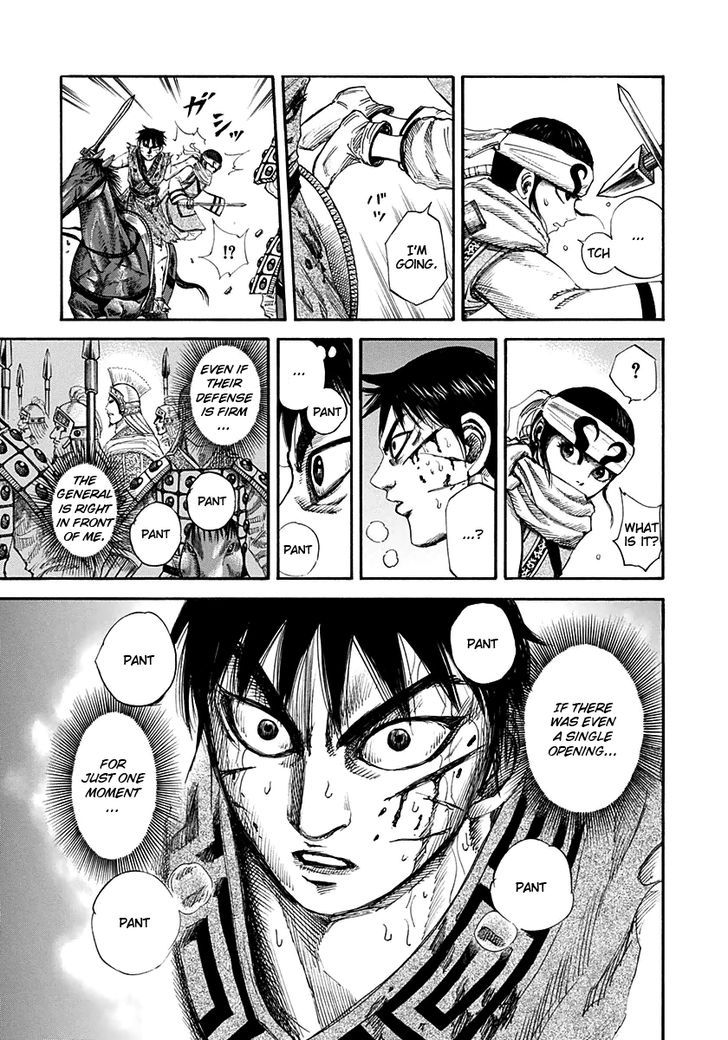 ...
TCH
バッ
I'M
GOING.
ガシッ
!?
?
WHAT
IS IT?
...?
...
PANT
PANT
EVEN IF
THEIR
DEFENSE
IS FIRM
...
PANT
PANT
THE
GENERAL
IS RIGHT
IN FRONT
OF ME.
PANT
IF THERE
WAS EVEN
A SINGLE
OPENING...
PANT
FOR
JUST ONE
MOMENT
...
PANT
PANT